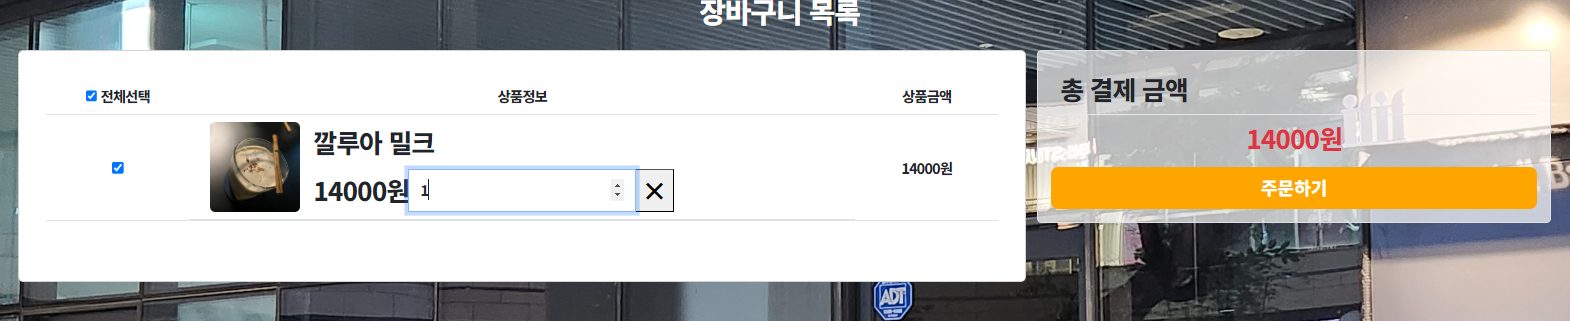 장바구니 목록
전체선택 상품정보 상품금액
깔루아 밀크
14000원 1 ✕ 14000원
총 결제 금액
14000원
주문하기
ifif
ADT